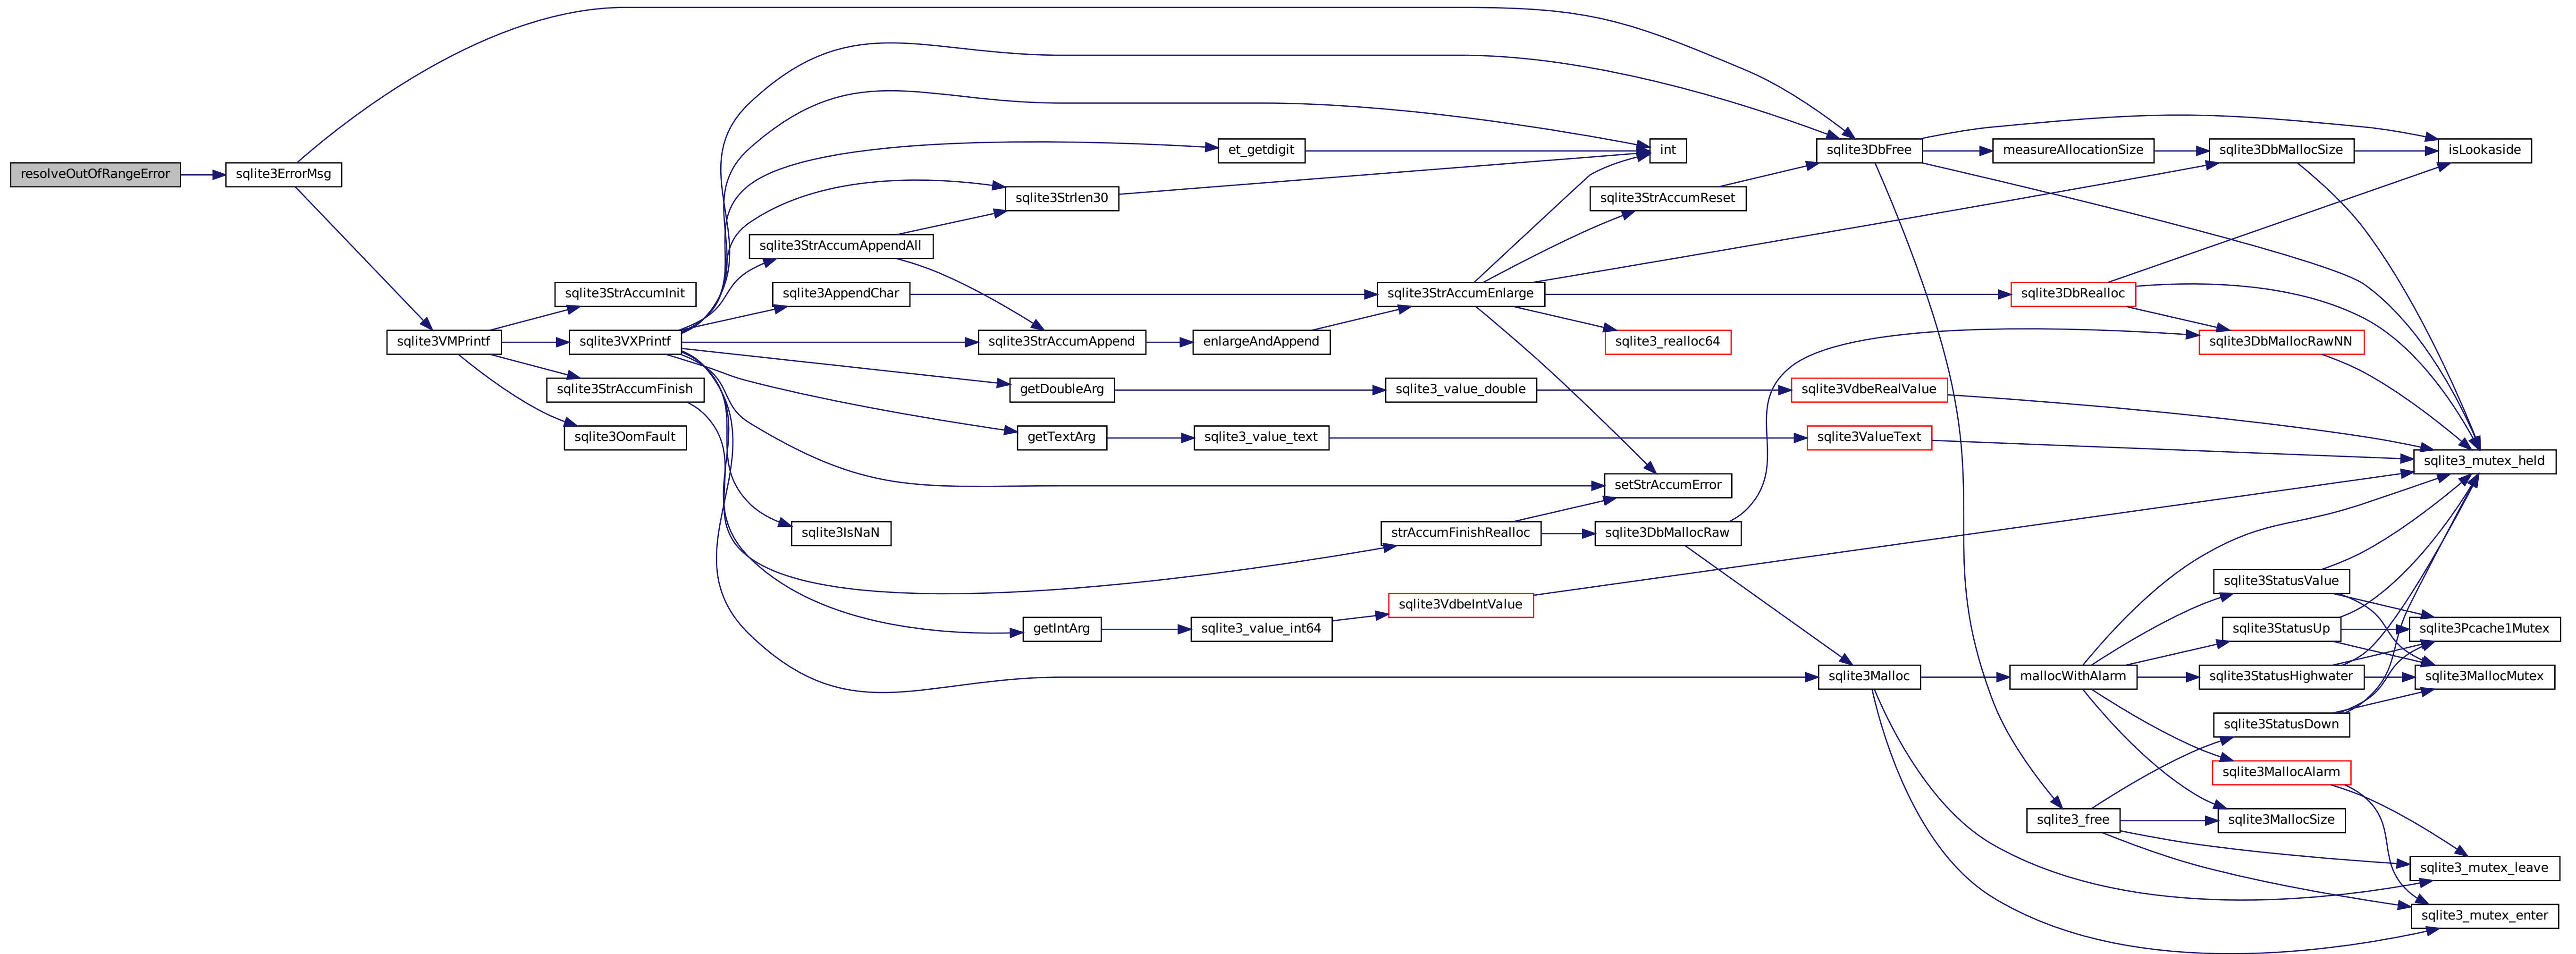 resolveOutOfRangeError
sqlite3ErrorMsg
sqlite3VMPrintf
sqlite3StrAccumInit
sqlite3VXPrintf
sqlite3StrAccumFinish
sqlite3OomFault
sqlite3StrAccumAppendAll
sqlite3AppendChar
sqlite3IsNaN
sqlite3Strlen30
sqlite3StrAccumAppend
getDoubleArg
getTextArg
getIntArg
et_getdigit
enlargeAndAppend
sqlite3_value_text
sqlite3_value_int64
sqlite3StrAccumEnlarge
sqlite3_value_double
strAccumFinishRealloc
sqlite3VdbeIntValue
int
sqlite3StrAccumReset
sqlite3_realloc64
setStrAccumError
sqlite3DbMallocRaw
sqlite3DbFree
sqlite3VdbeRealValue
sqlite3ValueText
sqlite3Malloc
measureAllocationSize
sqlite3DbRealloc
mallocWithAlarm
sqlite3_free
sqlite3DbMallocSize
sqlite3DbMallocRawNN
sqlite3StatusValue
sqlite3StatusUp
sqlite3StatusHighwater
sqlite3StatusDown
sqlite3MallocAlarm
sqlite3MallocSize
isLookaside
sqlite3_mutex_held
sqlite3Pcache1Mutex
sqlite3MallocMutex
sqlite3_mutex_leave
sqlite3_mutex_enter